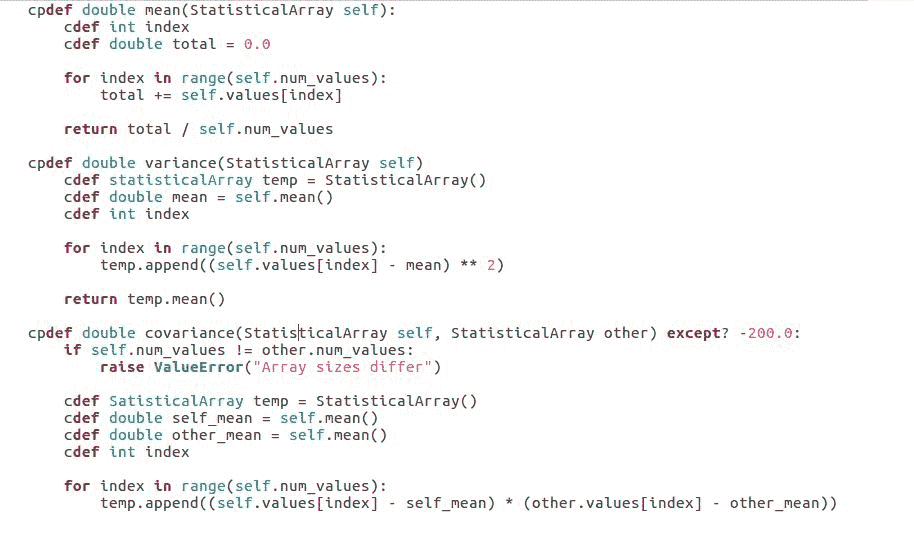 cpdef double mean(StatisticalArray self):
    cdef int index
    cdef double total = 0.0

    for index in range(self.num_values):
        total += self.values[index]

    return total / self.num_values

cpdef double variance(StatisticalArray self)
    cdef statisticalArray temp = StatisticalArray()
    cdef double mean = self.mean()
    cdef int index

    for index in range(self.num_values):
        temp.append((self.values[index] - mean) ** 2)

    return temp.mean()

cpdef double covariance(StatisticalArray self, StatisticalArray other) except? -200.0:
    if self.num_values != other.num_values:
        raise ValueError("Array sizes differ")

    cdef SatisticalArray temp = StatisticalArray()
    cdef double self_mean = self.mean()
    cdef double other_mean = self.mean()
    cdef int index

    for index in range(self.num_values):
        temp.append((self.values[index] - self_mean) * (other.values[index] - other_mean))